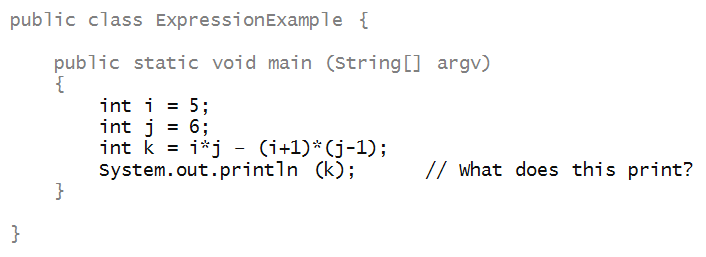 public class ExpressionExample {
public static void main (String[] argv)
{
int i = 5;
int j = 6;
int k = i*j – (i+1)*(j-1);
System.out.println (k);       // What does this print?
}
}